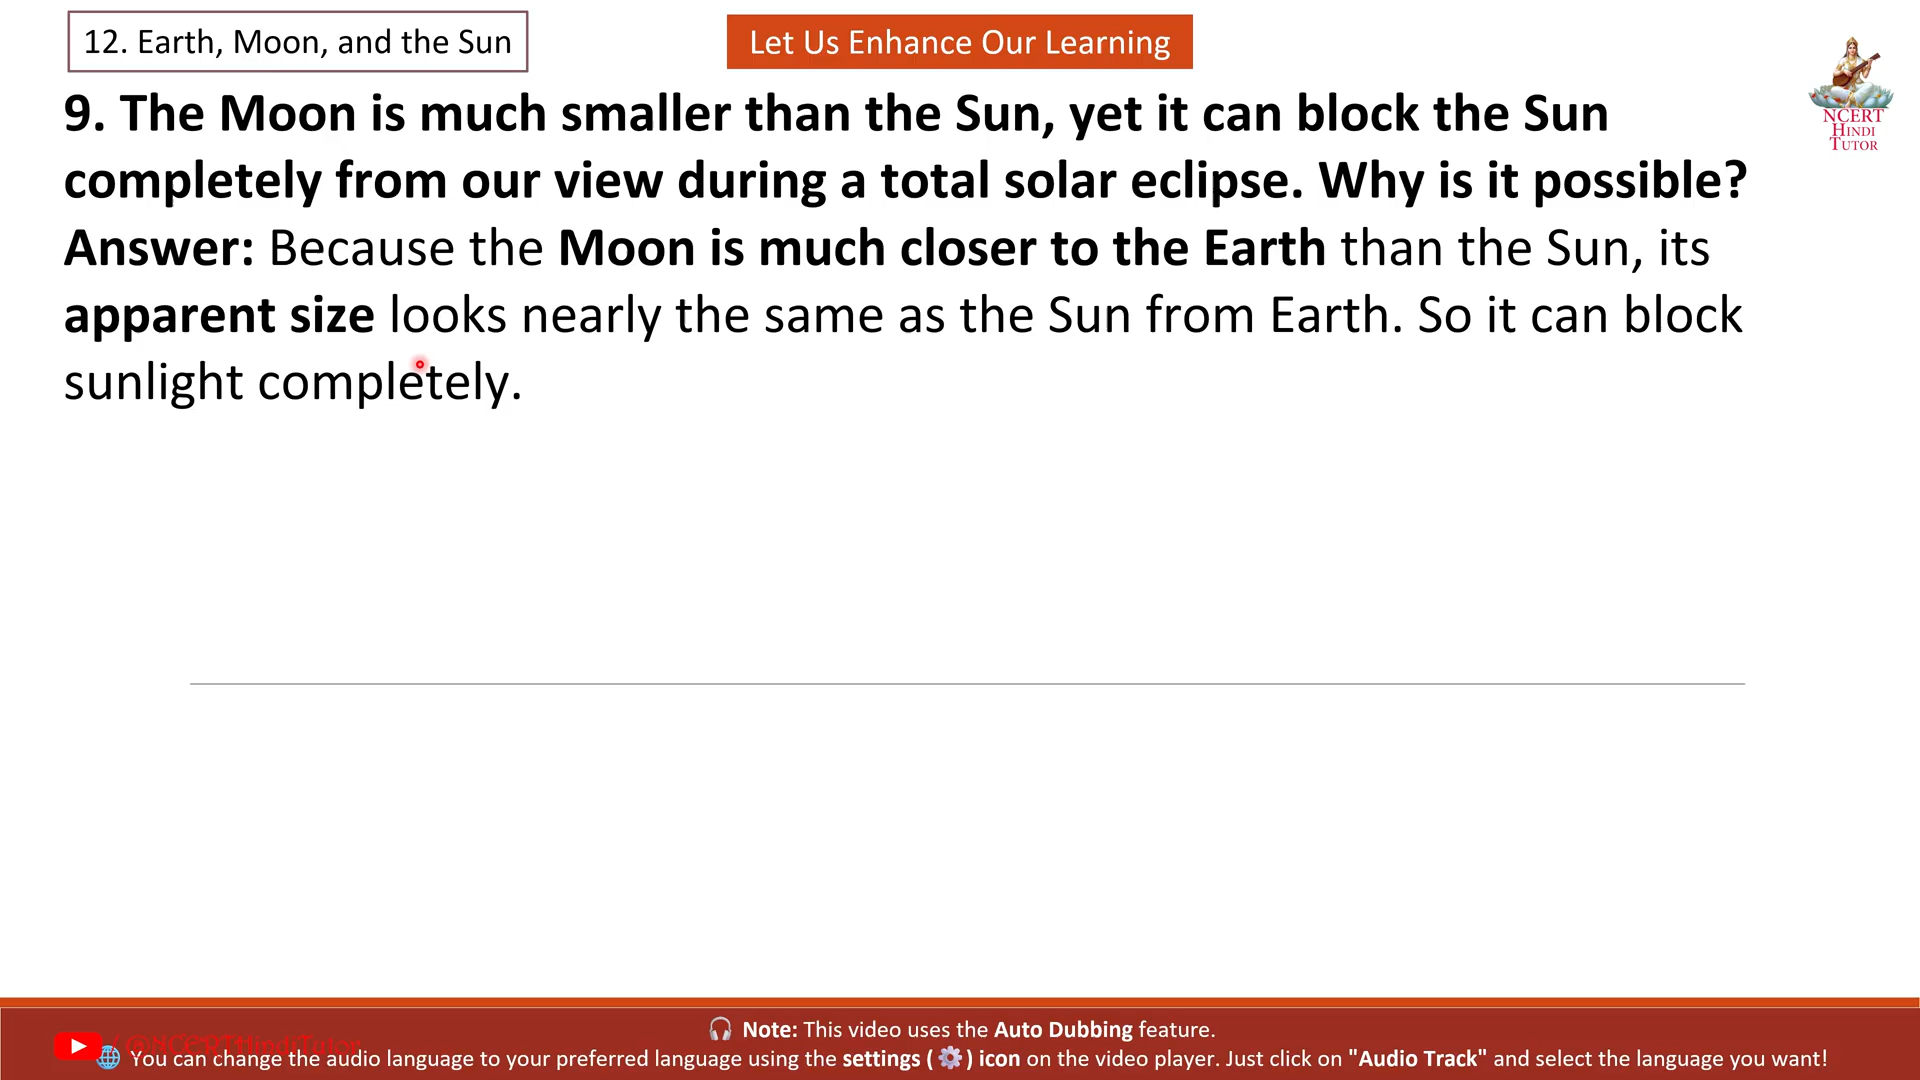 12. Earth, Moon, and the Sun
Let Us Enhance Our Learning
NCERT
HINDI
TUTOR
9. The Moon is much smaller than the Sun, yet it can block the Sun
completely from our view during a total solar eclipse. Why is it possible?
Answer: Because the Moon is much closer to the Earth than the Sun, its
apparent size looks nearly the same as the Sun from Earth. So it can block
sunlight completely.
🎧 Note: This video uses the Auto Dubbing feature.
/@NCERTHindiTutor
🌐 You can change the audio language to your preferred language using the settings ( ⚙️ ) icon on the video player. Just click on "Audio Track" and select the language you want!